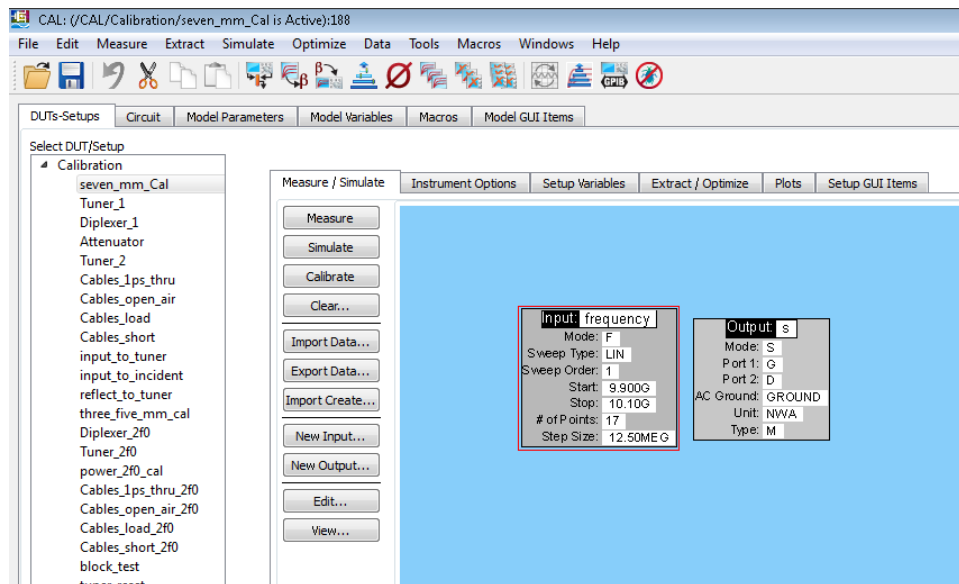 CAL: (/CAL/Calibration/seven_mm_Cal is Active):188
File Edit Measure Extract Simulate Optimize Data Tools Macros Windows Help
GPIB
DUTs-Setups Circuit Model Parameters Model Variables Macros Model GUI Items
Select DUT/Setup
Calibration
seven_mm_Cal
Tuner_1
Diplexer_1
Attenuator
Tuner_2
Cables_1ps_thru
Cables_open_air
Cables_load
Cables_short
input_to_tuner
input_to_incident
reflect_to_tuner
three_five_mm_cal
Diplexer_2f0
Tuner_2f0
power_2f0_cal
Cables_1ps_thru_2f0
Cables_open_air_2f0
Cables_load_2f0
Cables_short_2f0
block_test
Measure / Simulate Instrument Options Setup Variables Extract / Optimize Plots Setup GUI Items
Measure
Simulate
Calibrate
Clear...
Import Data...
Export Data...
Import Create...
New Input...
New Output...
Edit...
View...
Input: frequency
Mode: F
Sweep Type: LIN
Sweep Order: 1
Start: 9.900G
Stop: 10.10G
# of Points: 17
Step Size: 12.50MEG
Output: s
Mode: S
Port 1: G
Port 2: D
AC Ground: GROUND
Unit: NWA
Type: M